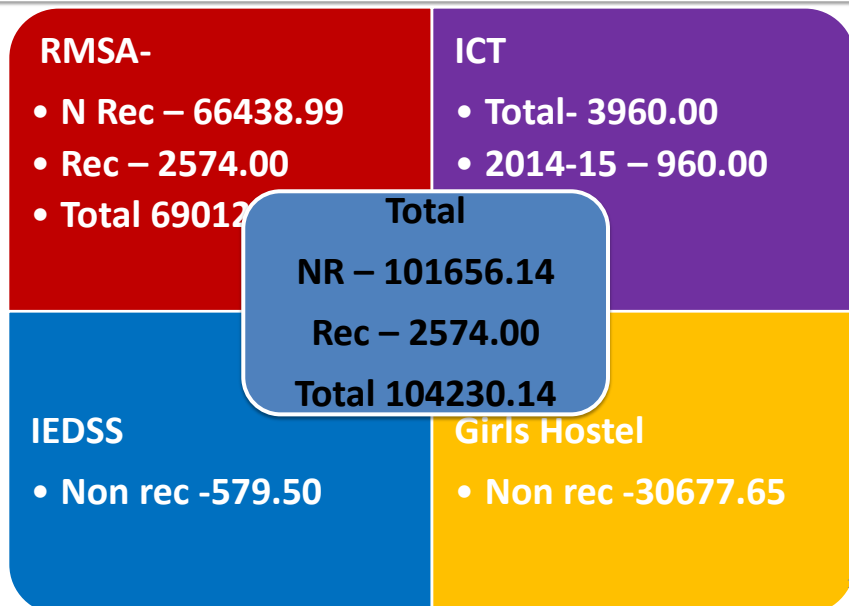 RMSA-
• N Rec – 66438.99
• Rec – 2574.00
• Total 69012
ICT
• Total- 3960.00
• 2014-15 – 960.00
Total
NR – 101656.14
Rec – 2574.00
Total 104230.14
IEDSS
• Non rec -579.50
Girls Hostel
• Non rec -30677.65